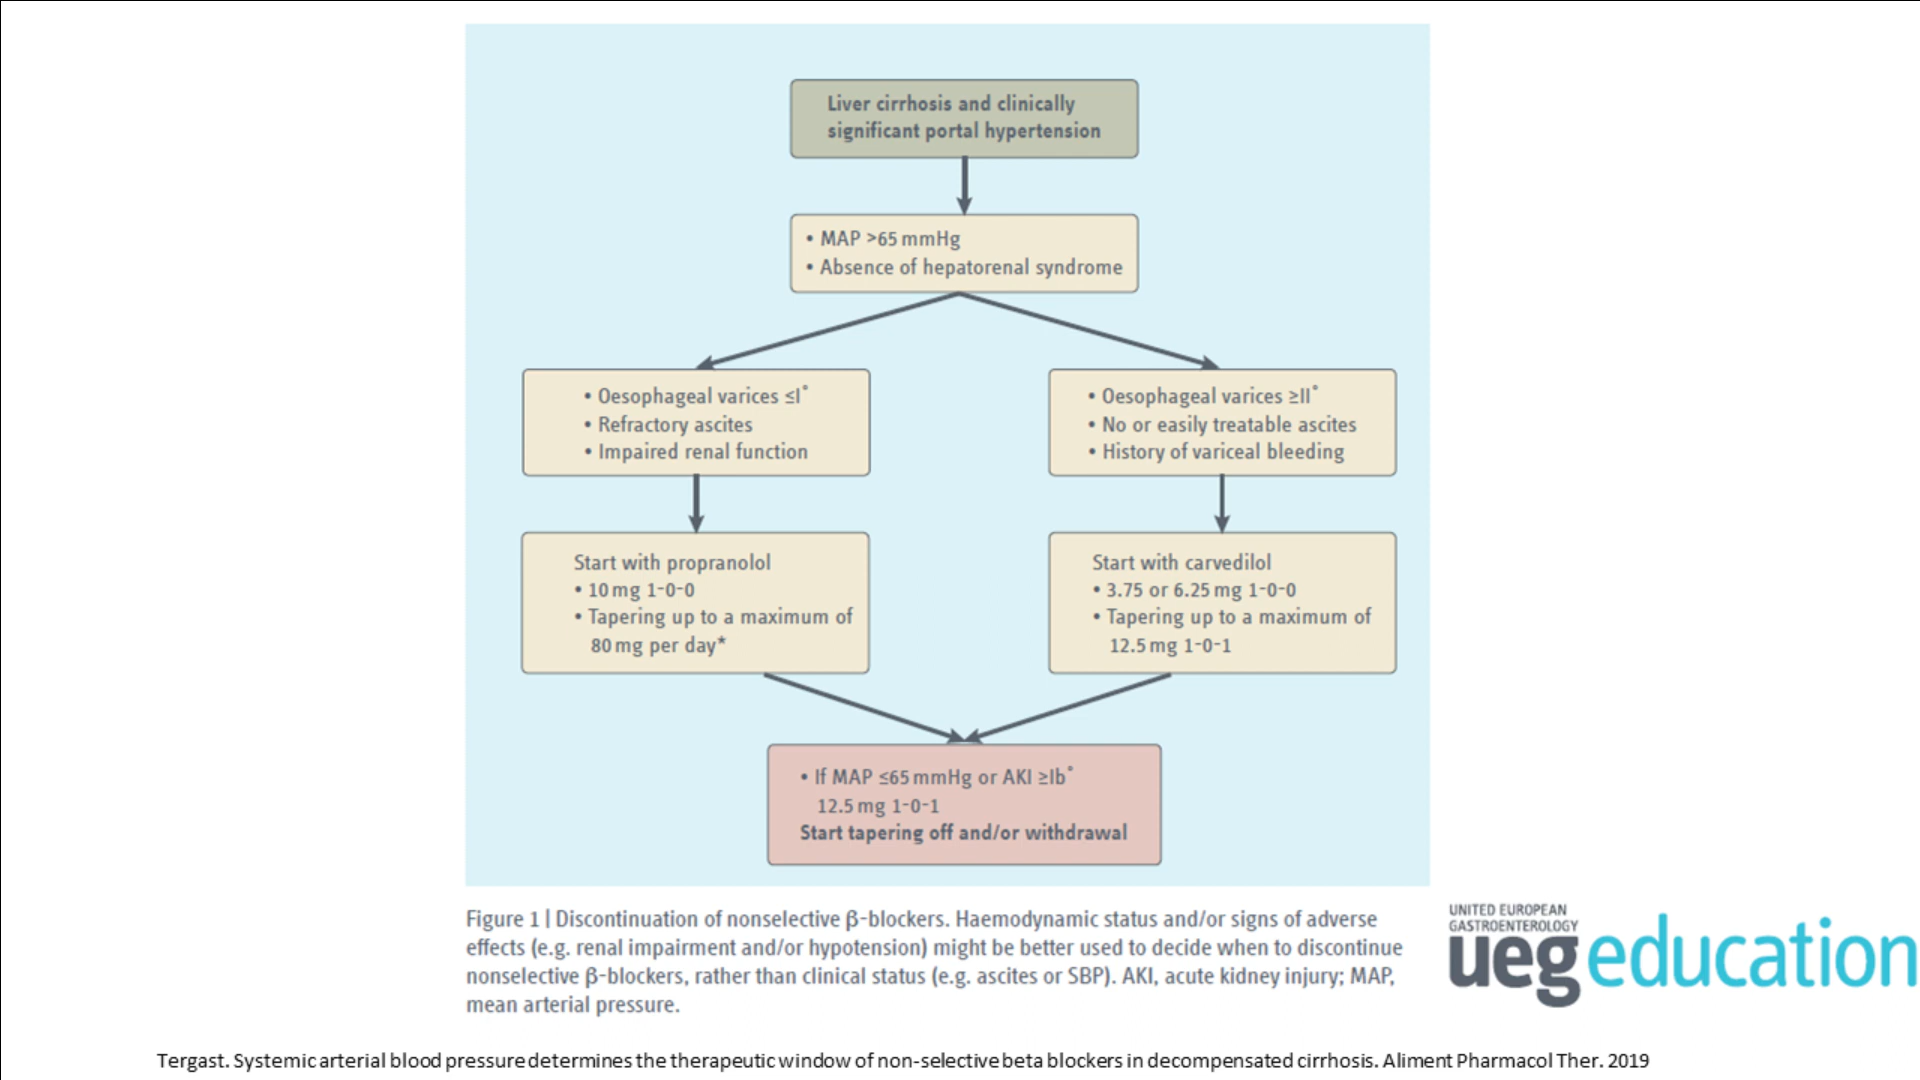 Liver cirrhosis and clinically
significant portal hypertension
• MAP >65 mmHg
• Absence of hepatorenal syndrome
• Oesophageal varices ≤I°
• Refractory ascites
• Impaired renal function
• Oesophageal varices ≥II°
• No or easily treatable ascites
• History of variceal bleeding
Start with propranolol
• 10 mg 1-0-0
• Tapering up to a maximum of
80 mg per day*
Start with carvedilol
• 3.75 or 6.25 mg 1-0-0
• Tapering up to a maximum of
12.5 mg 1-0-1
• If MAP ≤65 mmHg or AKI ≥Ib°
12.5 mg 1-0-1
Start tapering off and/or withdrawal
Figure 1 | Discontinuation of nonselective β-blockers. Haemodynamic status and/or signs of adverse
effects (e.g. renal impairment and/or hypotension) might be better used to decide when to discontinue
nonselective β-blockers, rather than clinical status (e.g. ascites or SBP). AKI, acute kidney injury; MAP,
mean arterial pressure.
UNITED EUROPEAN
GASTROENTEROLOGY
ueg education
Tergast. Systemic arterial blood pressure determines the therapeutic window of non-selective beta blockers in decompensated cirrhosis. Aliment Pharmacol Ther. 2019